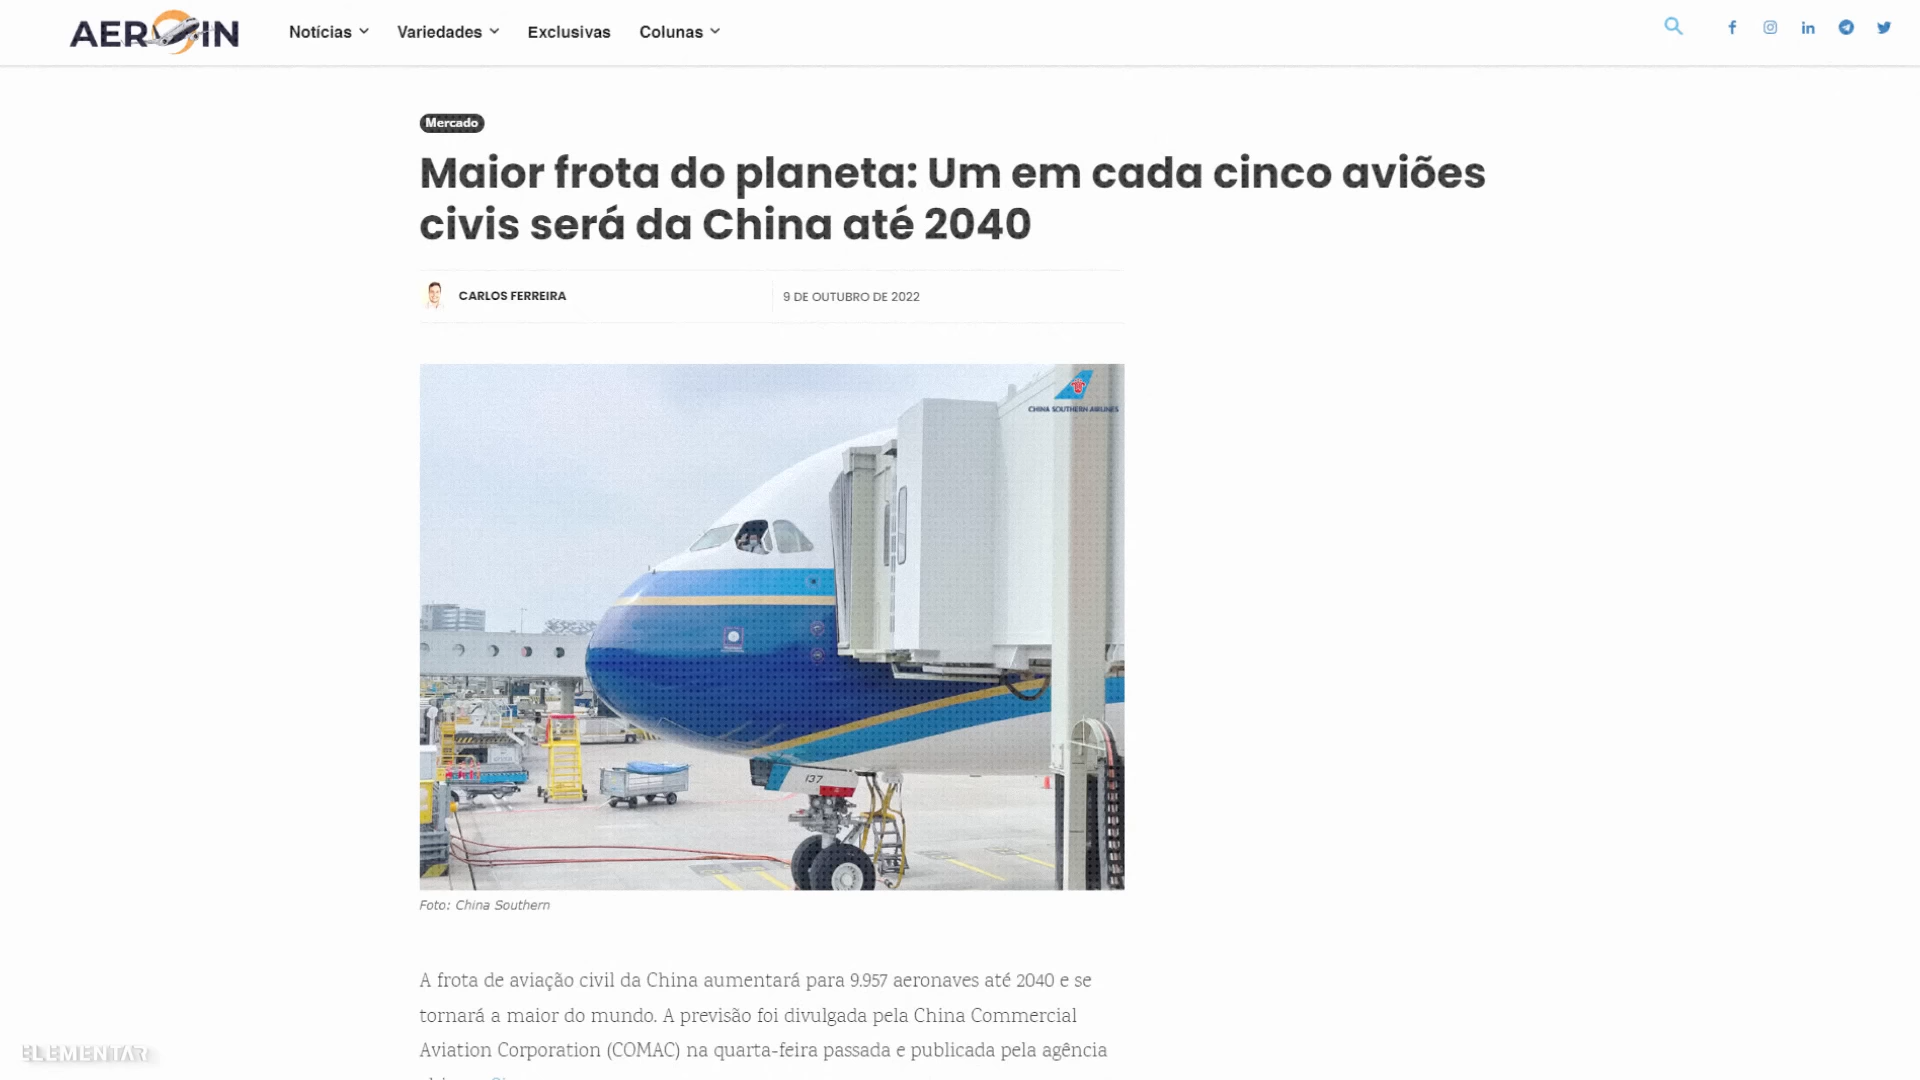 AEROIN
Notícias
Variedades
Exclusivas
Colunas
Mercado
Maior frota do planeta: Um em cada cinco aviões
civis será da China até 2040
CARLOS FERREIRA
9 DE OUTUBRO DE 2022
CHINA SOUTHERN AIRLINES
137
Foto: China Southern
A frota de aviação civil da China aumentará para 9.957 aeronaves até 2040 e se
tornará a maior do mundo. A previsão foi divulgada pela China Commercial
Aviation Corporation (COMAC) na quarta-feira passada e publicada pela agência
ELEMENTAR